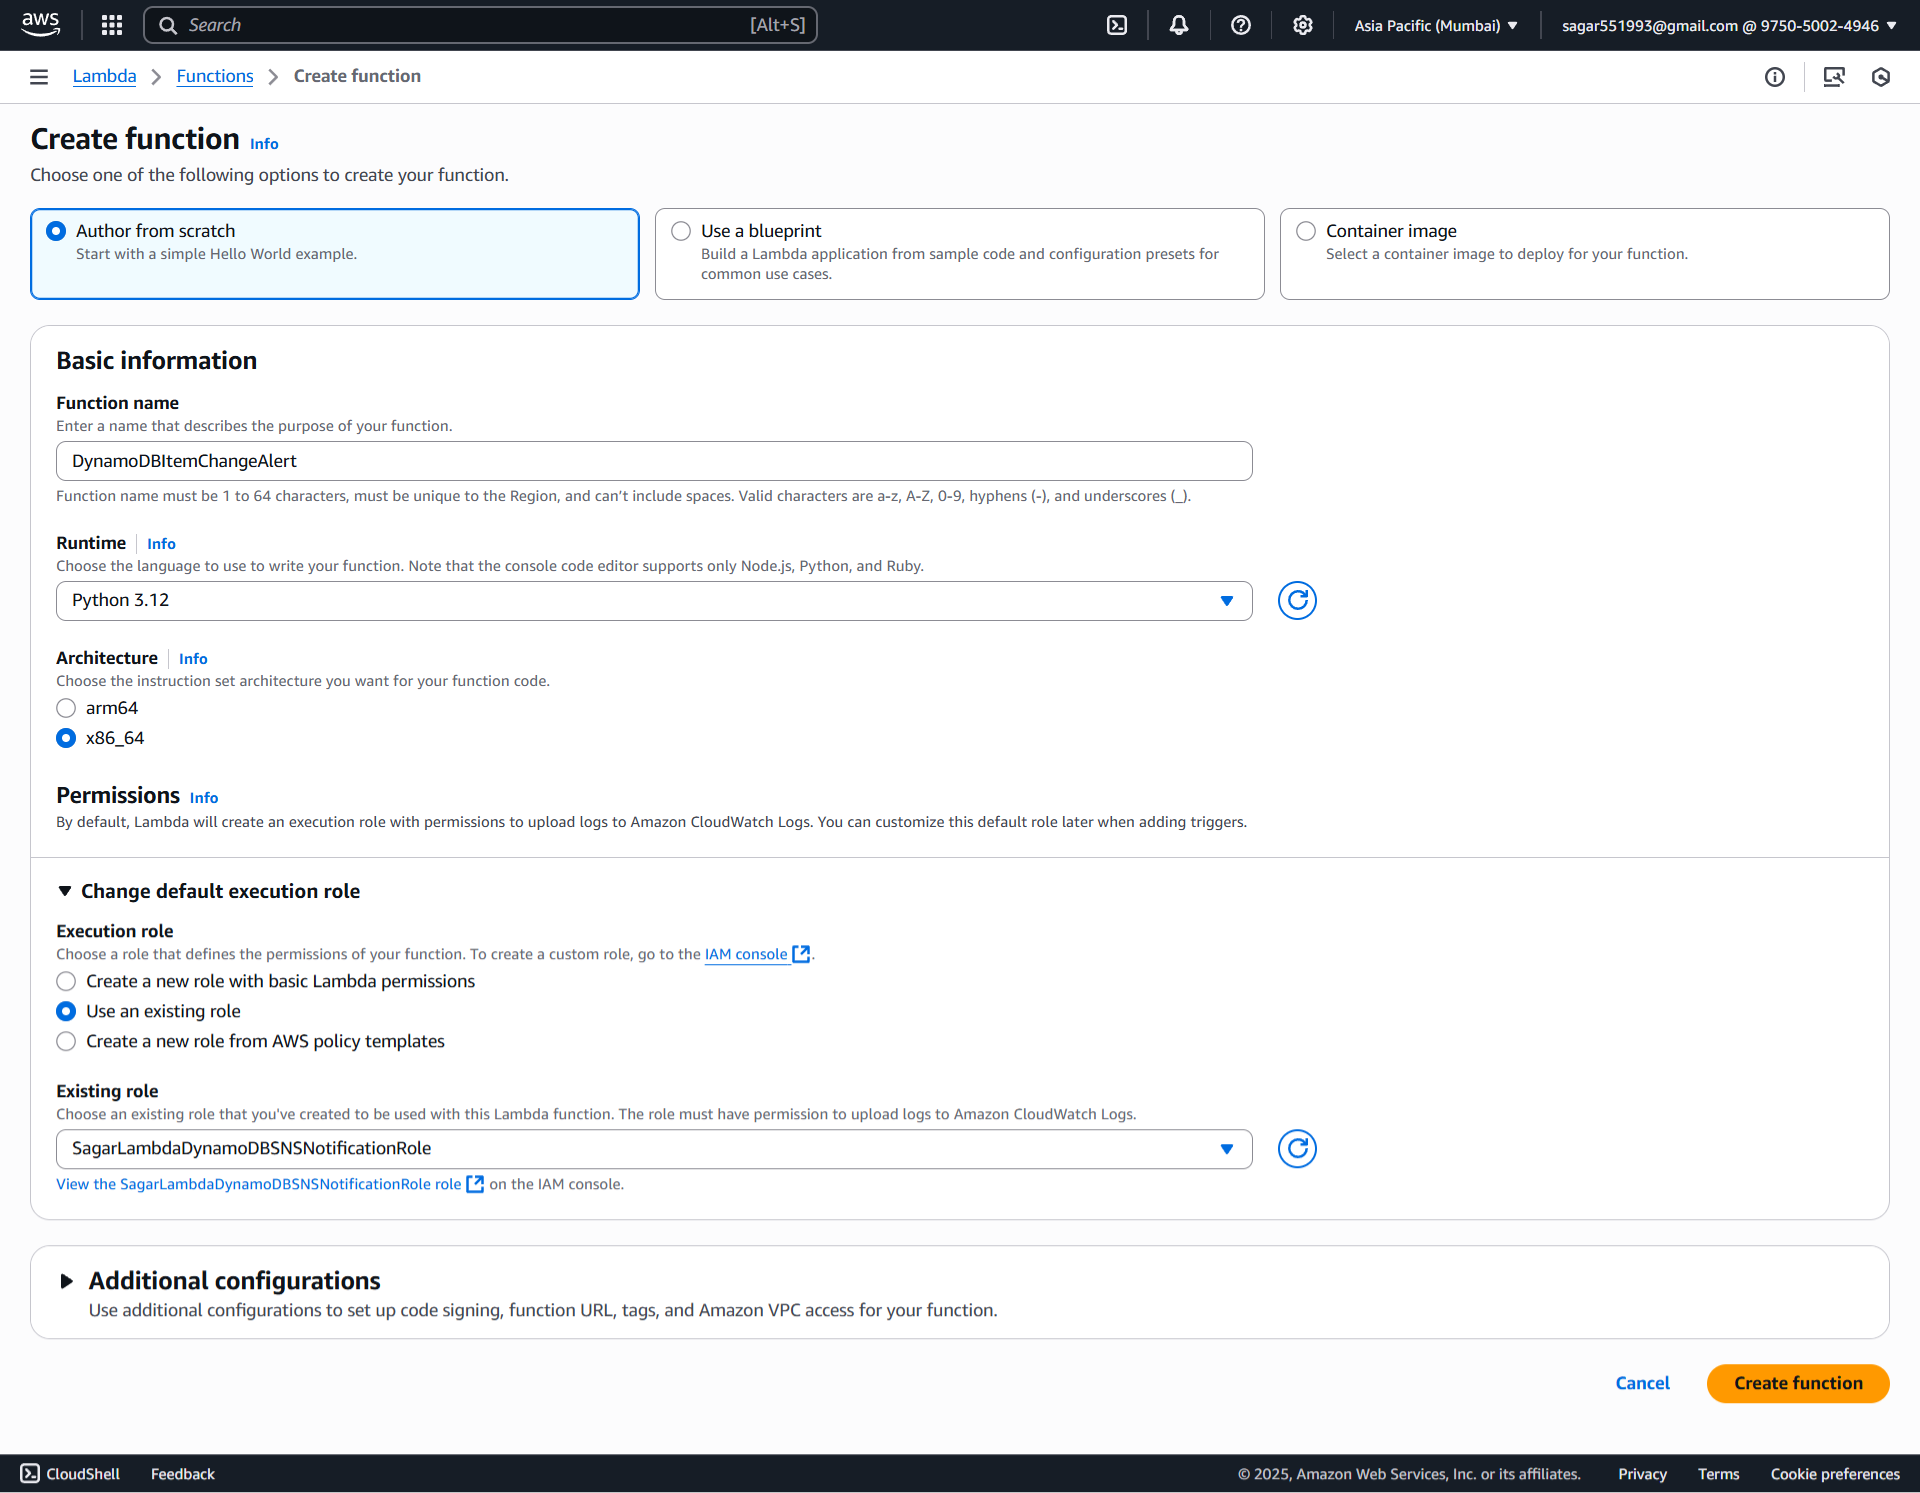 aws
Search
[Alt+S]
Asia Pacific (Mumbai)
sagar551993@gmail.com @ 9750-5002-4946
Lambda
Functions
Create function
Create function Info
Choose one of the following options to create your function.
Author from scratch
Start with a simple Hello World example.
Use a blueprint
Build a Lambda application from sample code and configuration presets for
common use cases.
Container image
Select a container image to deploy for your function.
Basic information
Function name
Enter a name that describes the purpose of your function.
DynamoDBItemChangeAlert
Function name must be 1 to 64 characters, must be unique to the Region, and can't include spaces. Valid characters are a-z, A-Z, 0-9, hyphens (-), and underscores (_).
Runtime Info
Choose the language to use to write your function. Note that the console code editor supports only Node.js, Python, and Ruby.
Python 3.12
Architecture Info
Choose the instruction set architecture you want for your function code.
arm64
x86_64
Permissions Info
By default, Lambda will create an execution role with permissions to upload logs to Amazon CloudWatch Logs. You can customize this default role later when adding triggers.
Change default execution role
Execution role
Choose a role that defines the permissions of your function. To create a custom role, go to the IAM console.
Create a new role with basic Lambda permissions
Use an existing role
Create a new role from AWS policy templates
Existing role
Choose an existing role that you've created to be used with this Lambda function. The role must have permission to upload logs to Amazon CloudWatch Logs.
SagarLambdaDynamoDBSNSNotificationRole
View the SagarLambdaDynamoDBSNSNotificationRole role on the IAM console.
Additional configurations
Use additional configurations to set up code signing, function URL, tags, and Amazon VPC access for your function.
Cancel
Create function
CloudShell
Feedback
© 2025, Amazon Web Services, Inc. or its affiliates.
Privacy
Terms
Cookie preferences